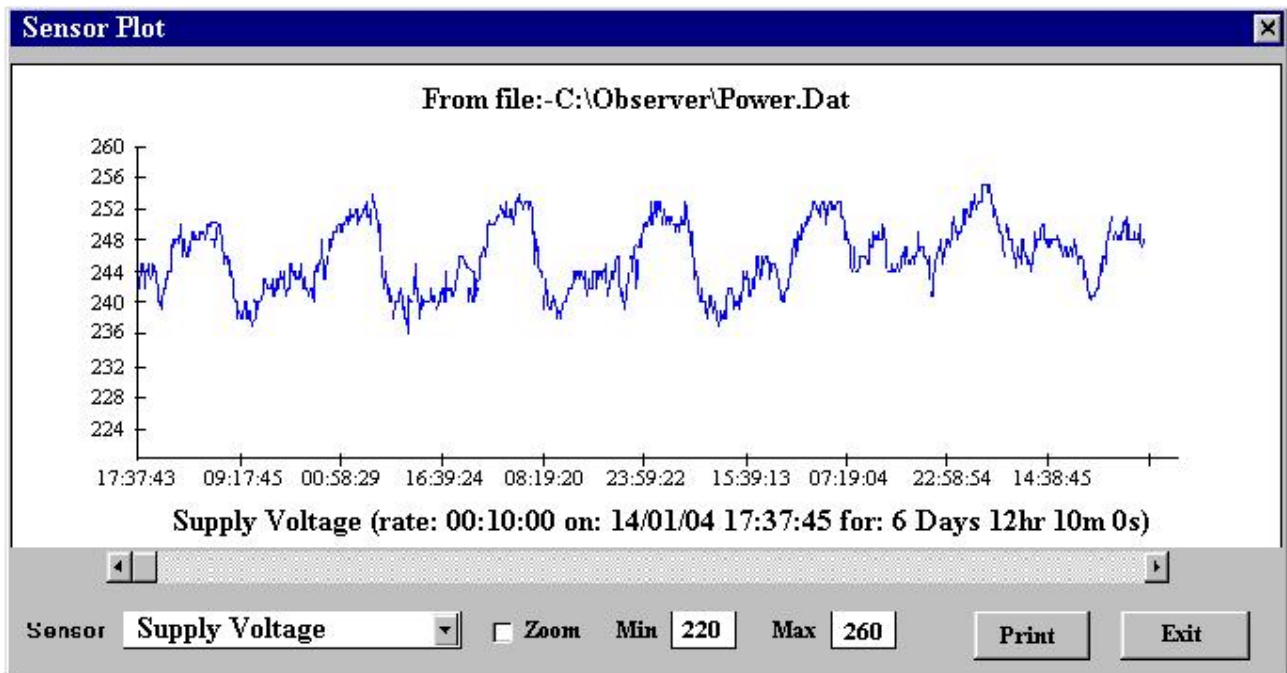 Sensor Plot
From file:-C:\Observer\Power.Dat
260
256
252
248
244
240
236
232
228
224
17:37:43 09:17:45 00:58:29 16:39:24 08:19:20 23:59:22 15:39:13 07:19:04 22:58:54 14:38:45
Supply Voltage (rate: 00:10:00 on: 14/01/04 17:37:45 for: 6 Days 12hr 10m 0s)
Sensor Supply Voltage Zoom Min 220 Max 260 Print Exit